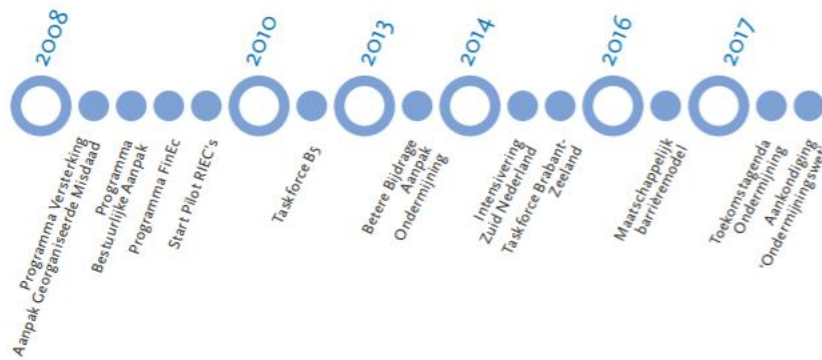 2008
Programma Versterking
Aanpak Georganiseerde Misdaad
Programma
Bestuurlijke Aanpak
Programma FinEc
Start Pilot RIEC's
2010
Taskforce B5
2013
Betere Bijdrage
Aanpak
Ondermijning
2014
Intensivering
Zuid Nederland
Taskforce Brabant-
Zeeland
2016
Maatschappelijk
barrièremodel
2017
Toekomstagenda
Ondermijning
Aankondiging
'Ondermijningswet'